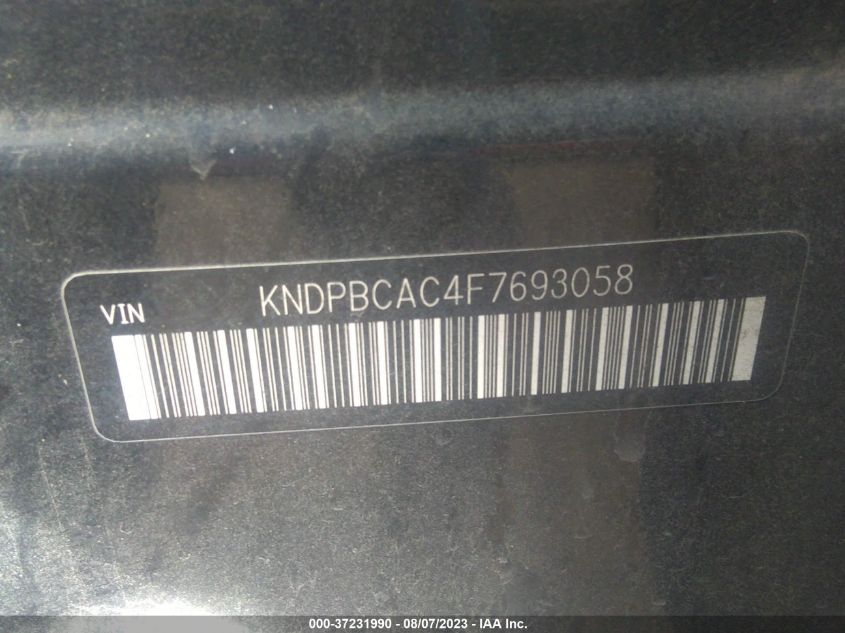 VIN KNDPBCAC4F7693058
000-37231990 - 08/07/2023 - IAA Inc.